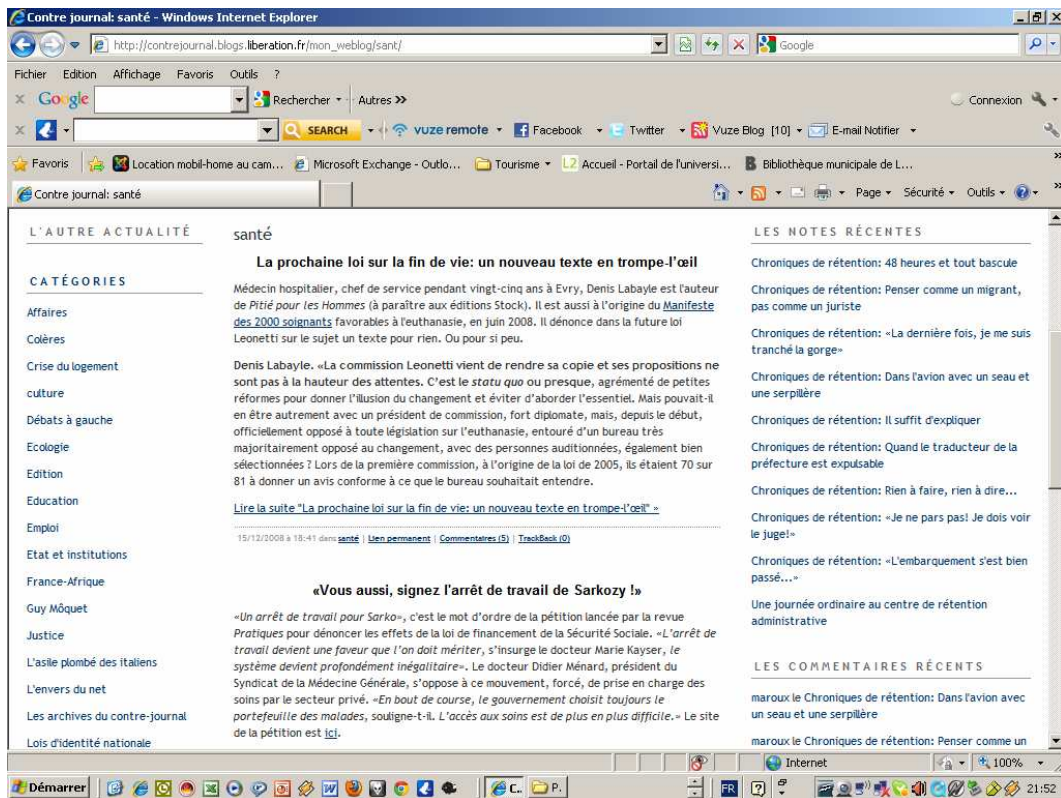 Contre journal: santé - Windows Internet Explorer
http://contrejournal.blogs.liberation.fr/mon_weblog/sant/
Google
Fichier Edition Affichage Favoris Outils ?
Google Rechercher Autres >> Connexion
SEARCH vuze remote Facebook Twitter Vuze Blog [10] E-mail Notifier
Favoris Location mobil-home au cam... Microsoft Exchange - Outlo... Tourisme Accueil - Portail de l'universi... Bibliothèque municipale de L...
Contre journal: santé
Page Sécurité Outils
L'AUTRE ACTUALITÉ
CATÉGORIES
Affaires
Colères
Crise du logement
culture
Débats à gauche
Ecologie
Edition
Education
Emploi
Etat et institutions
France-Afrique
Guy Môquet
Justice
L'asile plombé des italiens
L'envers du net
Les archives du contre-journal
Lois d'identité nationale
santé
La prochaine loi sur la fin de vie: un nouveau texte en trompe-l'œil
Médecin hospitalier, chef de service pendant vingt-cinq ans à Evry, Denis Labayle est l'auteur
de Pitié pour les Hommes (à paraître aux éditions Stock). Il est aussi à l'origine du Manifeste
des 2000 soignants favorables à l'euthanasie, en juin 2008. Il dénonce dans la future loi
Leonetti sur le sujet un texte pour rien. Ou pour si peu.
Denis Labayle. «La commission Leonetti vient de rendre sa copie et ses propositions ne
sont pas à la hauteur des attentes. C'est le statu quo ou presque, agrémenté de petites
réformes pour donner l'illusion du changement et éviter d'aborder l'essentiel. Mais pouvait-il
en être autrement avec un président de commission, fort diplomate, mais, depuis le début,
officiellement opposé à toute législation sur l'euthanasie, entouré d'un bureau très
majoritairement opposé au changement, avec des personnes auditionnées, également bien
sélectionnées ? Lors de la première commission, à l'origine de la loi de 2005, ils étaient 70 sur
81 à donner un avis conforme à ce que le bureau souhaitait entendre.
Lire la suite "La prochaine loi sur la fin de vie: un nouveau texte en trompe-l'œil" »
15/12/2008 à 18:41 dans santé | Lien permanent | Commentaires (5) | TrackBack (0)
«Vous aussi, signez l'arrêt de travail de Sarkozy !»
«Un arrêt de travail pour Sarko», c'est le mot d'ordre de la pétition lancée par la revue
Pratiques pour dénoncer les effets de la loi de financement de la Sécurité Sociale. «L'arrêt de
travail devient une faveur que l'on doit mériter, s'insurge le docteur Marie Kayser, le
système devient profondément inégalitaire». Le docteur Didier Ménard, président du
Syndicat de la Médecine Générale, s'oppose à ce mouvement, forcé, de prise en charge des
soins par le secteur privé. «En bout de course, le gouvernement choisit toujours le
portefeuille des malades, souligne-t-il. L'accès aux soins est de plus en plus difficile.» Le site
de la pétition est ici.
LES NOTES RÉCENTES
Chroniques de rétention: 48 heures et tout bascule
Chroniques de rétention: Penser comme un migrant,
pas comme un juriste
Chroniques de rétention: «La dernière fois, je me suis
tranché la gorge»
Chroniques de rétention: Dans l'avion avec un seau et
une serpillère
Chroniques de rétention: Il suffit d'expliquer
Chroniques de rétention: Quand le traducteur de la
préfecture est expulsable
Chroniques de rétention: Rien à faire, rien à dire...
Chroniques de rétention: «Je ne pars pas! Je dois voir
le juge!»
Chroniques de rétention: «L'embarquement s'est bien
passé...»
Une journée ordinaire au centre de rétention
administrative
LES COMMENTAIRES RÉCENTS
maroux le Chroniques de rétention: Dans l'avion avec
un seau et une serpillère
maroux le Chroniques de rétention: Penser comme un
Internet 100%
Démarrer C.. P. FR 21:52